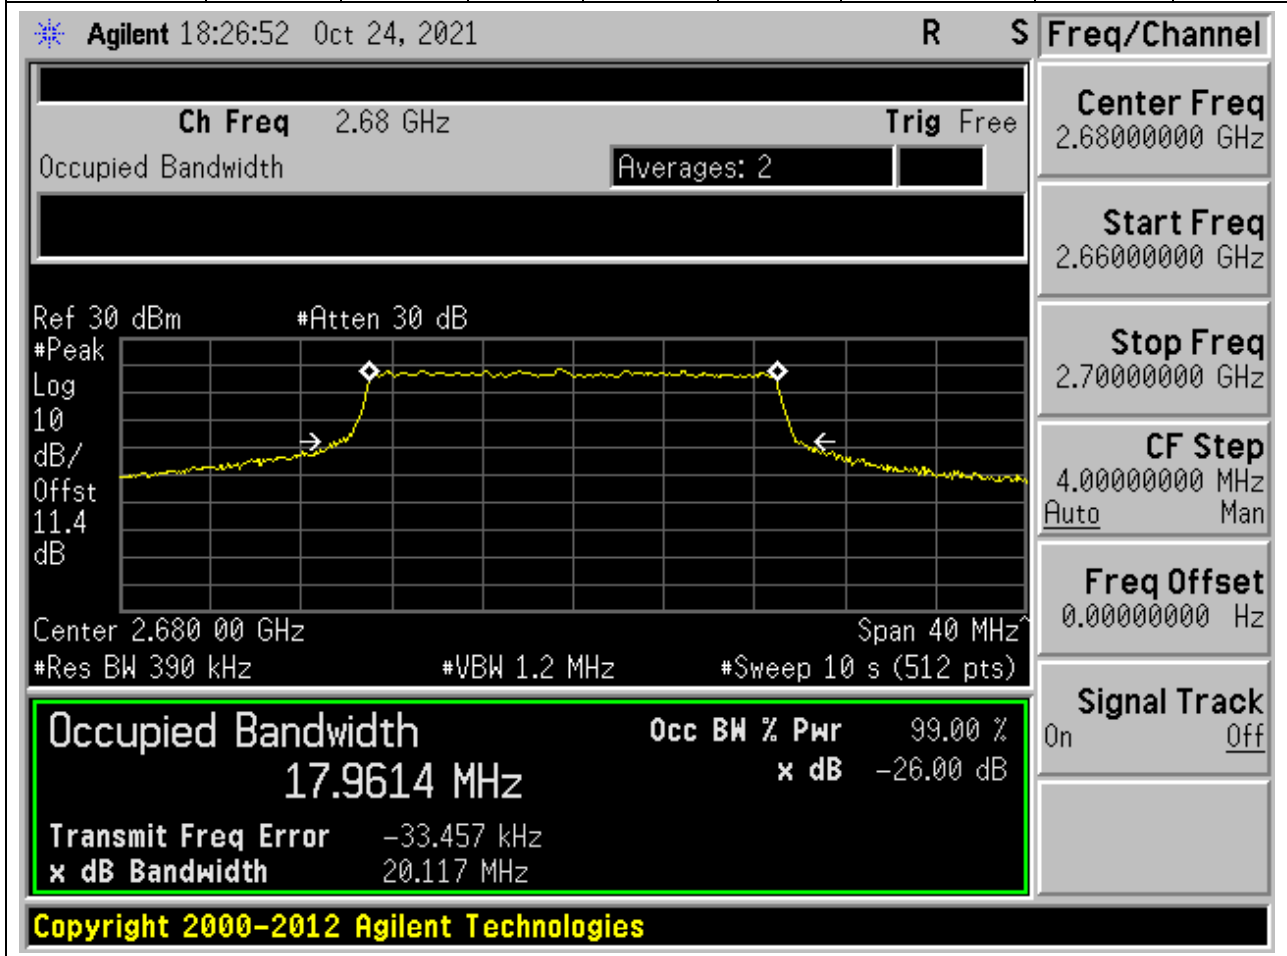 Agilent 18:26:52 Oct 24, 2021 R S
Freq/Channel
Ch Freq 2.68 GHz Trig Free
Occupied Bandwidth Averages: 2
Center Freq
2.68000000 GHz
Start Freq
2.66000000 GHz
Stop Freq
2.70000000 GHz
CF Step
4.00000000 MHz
Auto Man
Freq Offset
0.00000000 Hz
Signal Track
On Off
Ref 30 dBm #Atten 30 dB
#Peak
Log
10
dB/
Offst
11.4
dB
Center 2.680 00 GHz Span 40 MHz^
#Res BW 390 kHz #VBW 1.2 MHz #Sweep 10 s (512 pts)
Occupied Bandwidth Occ BW % Pwr 99.00 %
17.9614 MHz x dB -26.00 dB
Transmit Freq Error -33.457 kHz
x dB Bandwidth 20.117 MHz
Copyright 2000-2012 Agilent Technologies